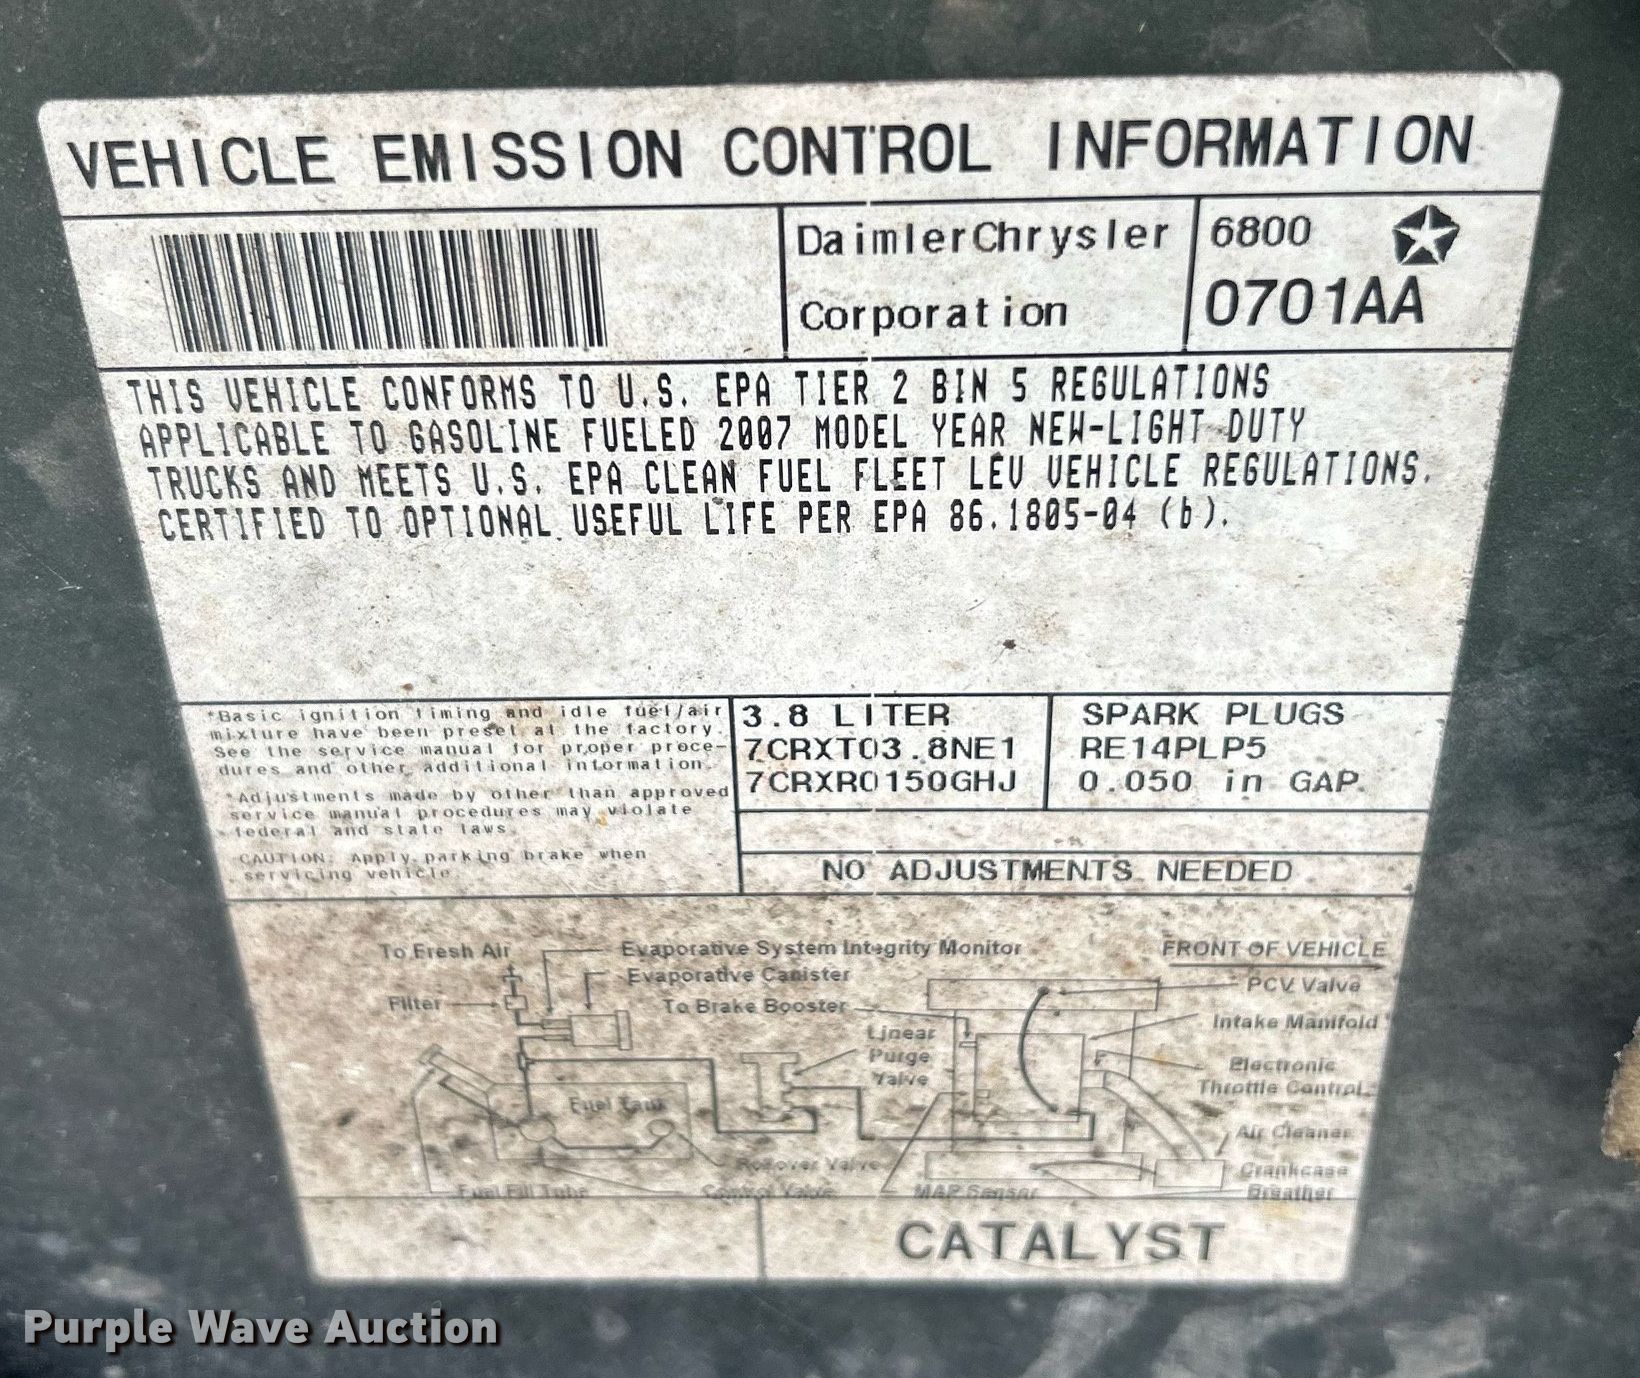 VEHICLE EMISSION CONTROL INFORMATION
DaimlerChrysler
Corporation
6800
0701AA
THIS VEHICLE CONFORMS TO U.S. EPA TIER 2 BIN 5 REGULATIONS
APPLICABLE TO GASOLINE FUELED 2007 MODEL YEAR NEW-LIGHT DUTY
TRUCKS AND MEETS U.S. EPA CLEAN FUEL FLEET LEV VEHICLE REGULATIONS.
CERTIFIED TO OPTIONAL USEFUL LIFE PER EPA 86.1805-04 (b).
*Basic ignition timing and idle fuel/air
mixture have been preset at the factory.
See the service manual for proper proce-
dures and other additional information.
*Adjustments made by other than approved
service manual procedures may violate
federal and state laws.
CAUTION: Apply parking brake when
servicing vehicle
3.8 LITER
7CRXT03.8NE1
7CRXR0150GHJ
SPARK PLUGS
RE14PLP5
0.050 in GAP
NO ADJUSTMENTS NEEDED
To Fresh Air
Evaporative System Integrity Monitor
FRONT OF VEHICLE
Evaporative Canister
PCV Valve
Filter
To Brake Booster
Intake Manifold
Linear
Purge
Valve
Electronic
Throttle Control
Fuel Tank
Air Cleaner
Rollover Valve
Crankcase
Breather
Fuel Fill Tube
Control Valve
MAP Sensor
CATALYST
Purple Wave Auction